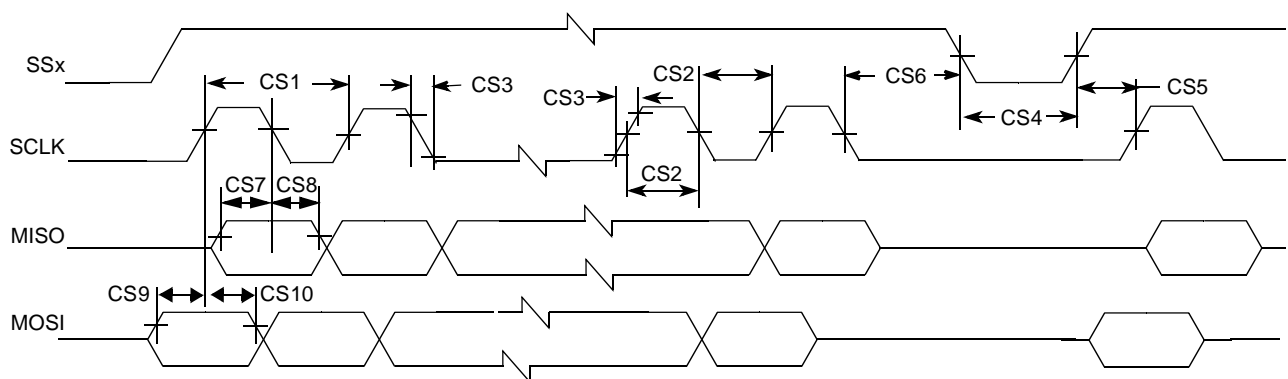 SSx
CS1
CS3
CS3
CS2
CS6
CS4
CS5
SCLK
CS2
CS7
CS8
MISO
CS9
CS10
MOSI